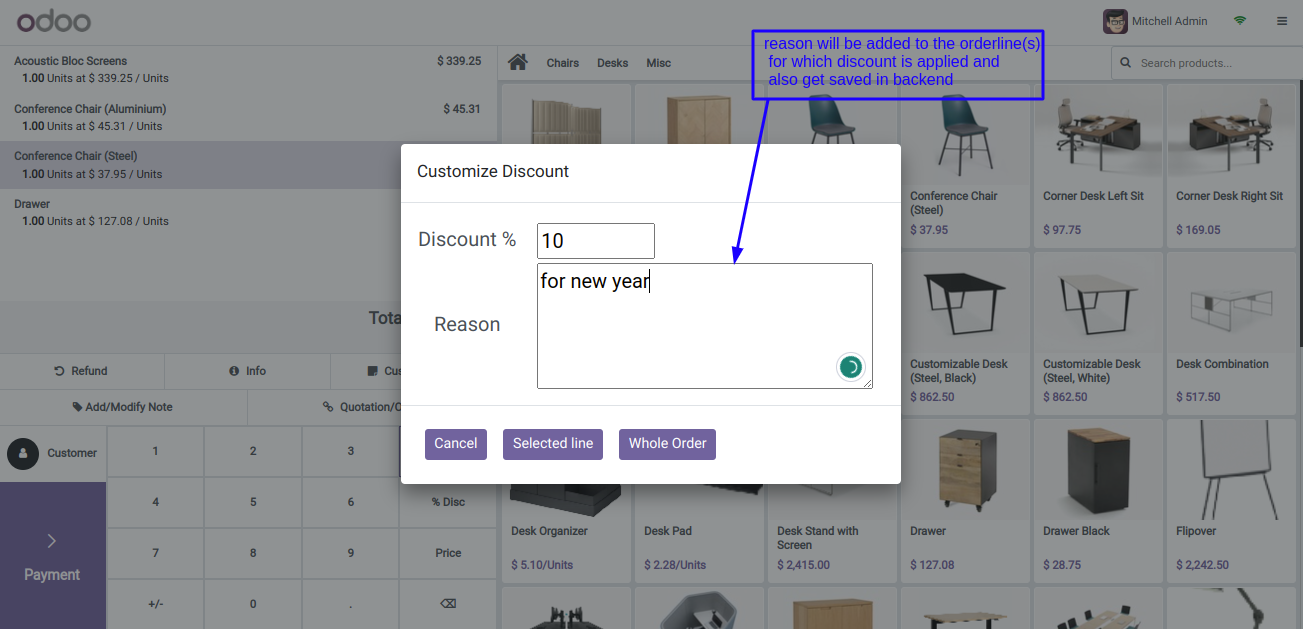 odoo
Mitchell Admin
reason will be added to the orderline(s)
for which discount is applied and
also get saved in backend
Acoustic Bloc Screens
$ 339.25
1.00 Units at $ 339.25 / Units
Conference Chair (Aluminium)
$ 45.31
1.00 Units at $ 45.31 / Units
Conference Chair (Steel)
1.00 Units at $ 37.95 / Units
Drawer
1.00 Units at $ 127.08 / Units
Chairs
Desks
Misc
Search products...
Conference Chair
(Steel)
$ 37.95
Corner Desk Left Sit
$ 97.75
Corner Desk Right Sit
$ 169.05
Customize Discount
Discount %
10
Reason
for new year
Cancel
Selected line
Whole Order
Customizable Desk
(Steel, Black)
$ 862.50
Customizable Desk
(Steel, White)
$ 862.50
Desk Combination
$ 517.50
Refund
Info
Add/Modify Note
Customer
Payment
1
2
3
4
5
6
% Disc
7
8
9
Price
+/-
0
.
Desk Organizer
$ 5.10/Units
Desk Pad
$ 2.28/Units
Desk Stand with
Screen
$ 2,415.00
Drawer
$ 127.08
Drawer Black
$ 28.75
Flipover
$ 2,242.50